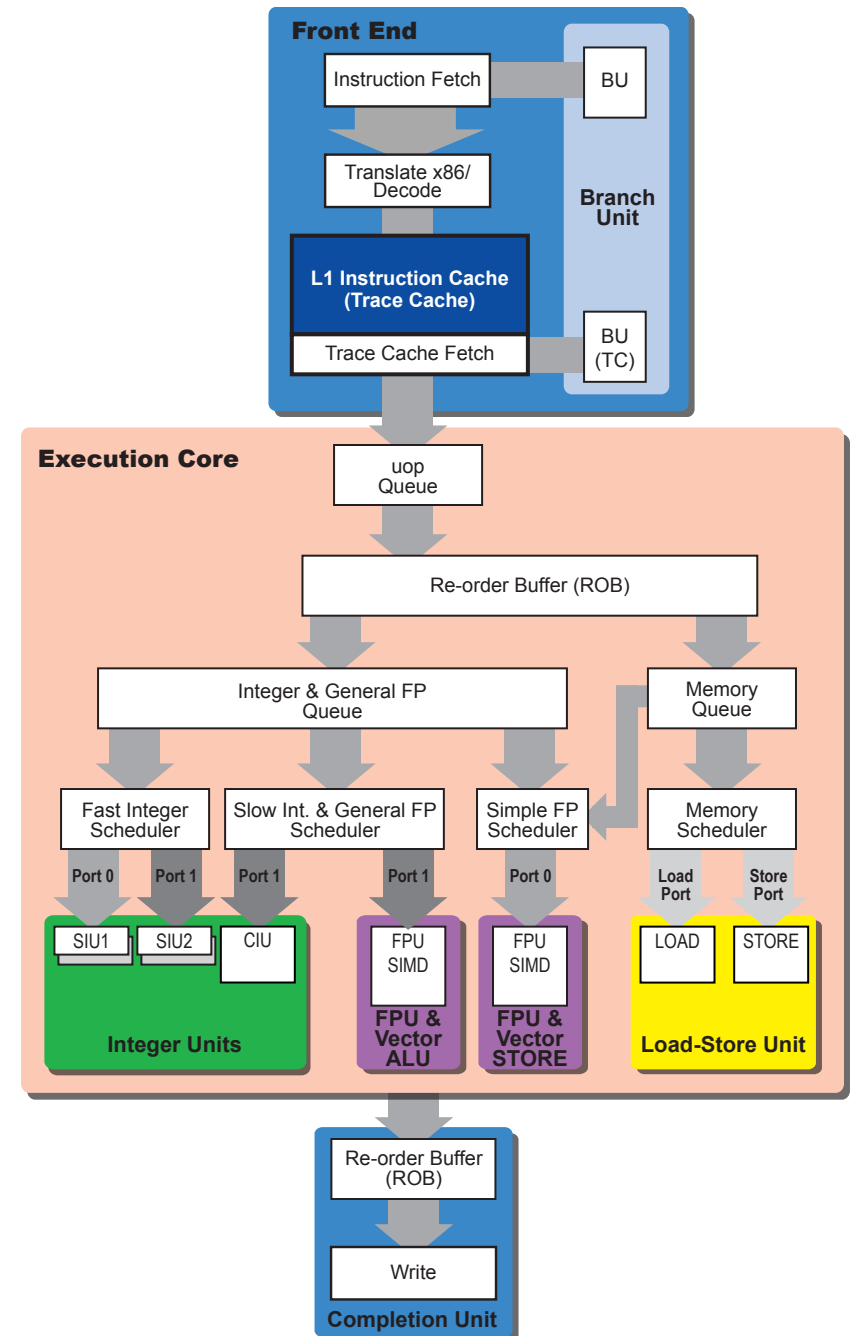 Front End
Instruction Fetch
BU
Translate x86/
Decode
Branch
Unit
L1 Instruction Cache
(Trace Cache)
Trace Cache Fetch
BU
(TC)
Execution Core
uop
Queue
Re-order Buffer (ROB)
Integer & General FP
Queue
Memory
Queue
Fast Integer
Scheduler
Slow Int. & General FP
Scheduler
Simple FP
Scheduler
Memory
Scheduler
Port 0
Port 1
Port 1
Port 1
Port 0
Load
Port
Store
Port
SIU1
SIU2
CIU
FPU
SIMD
FPU
SIMD
LOAD
STORE
Integer Units
FPU &
Vector
ALU
FPU &
Vector
STORE
Load-Store Unit
Re-order Buffer
(ROB)
Write
Completion Unit